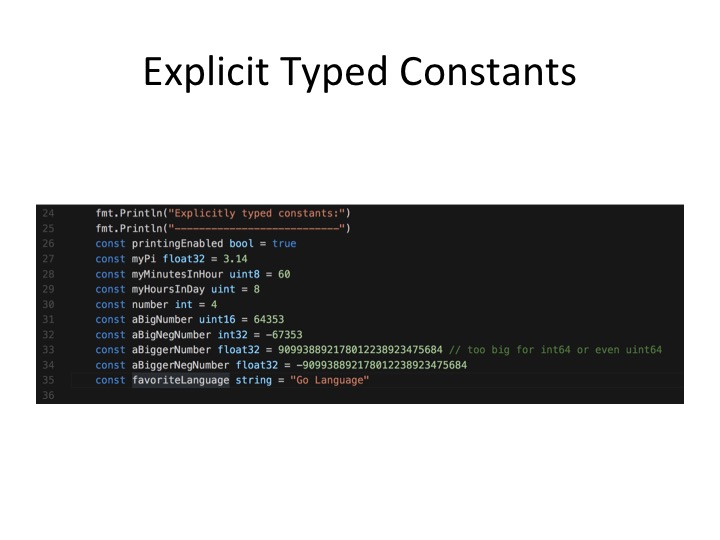 Explicit Typed Constants
24 fmt.Println("Explicitly typed constants:")
25 fmt.Println("---------------------------")
26 const printingEnabled bool = true
27 const myPi float32 = 3.14
28 const myMinutesInHour uint8 = 60
29 const myHoursInDay uint = 8
30 const number int = 4
31 const aBigNumber uint16 = 64353
32 const aBigNegNumber int32 = -67353
33 const aBiggerNumber float32 = 909938892178012238923475684 // too big for int64 or even uint64
34 const aBiggerNegNumber float32 = -909938892178012238923475684
35 const favoriteLanguage string = "Go Language"
36